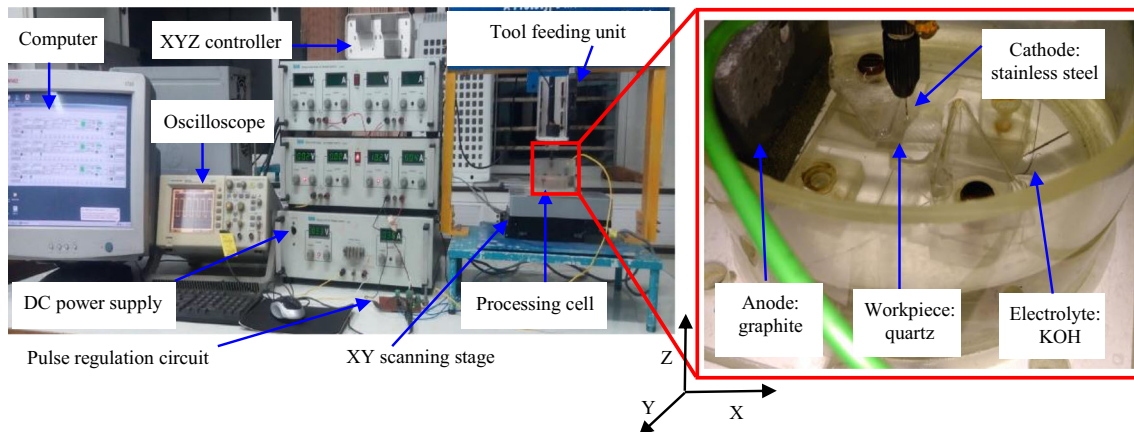 Computer
XYZ controller
Tool feeding unit
Oscilloscope
Cathode:
stainless steel
DC power supply
Processing cell
Pulse regulation circuit
XY scanning stage
Anode:
graphite
Workpiece:
quartz
Electrolyte:
KOH
Z
Y
X